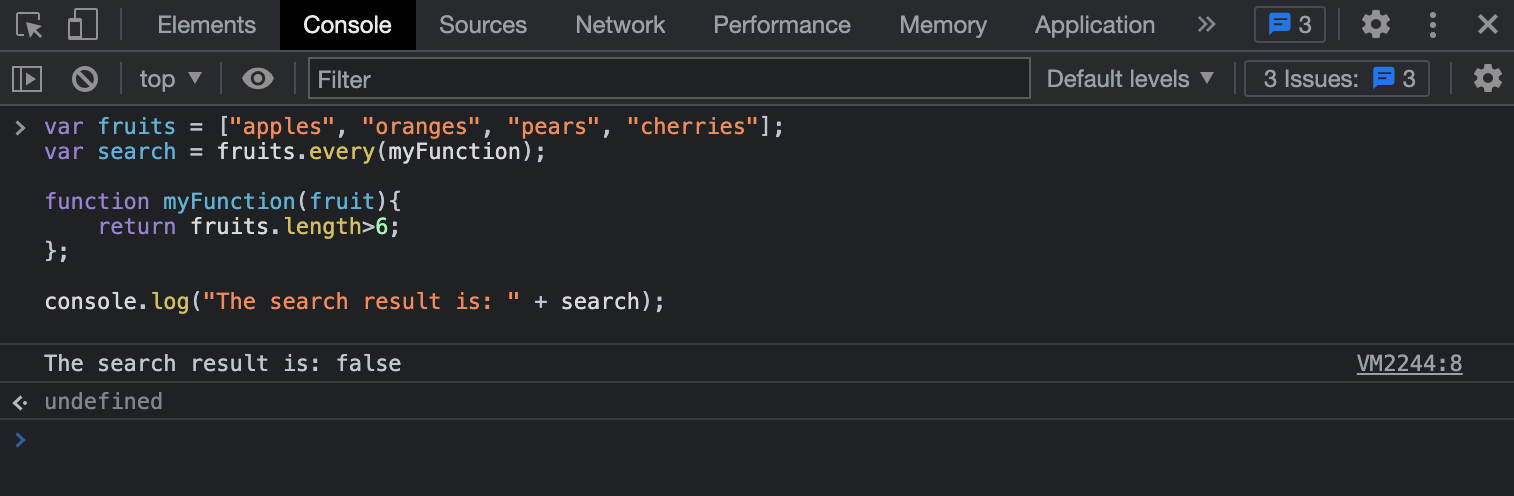 Elements Console Sources Network Performance Memory Application » 3
top ▼ Filter Default levels ▼ 3 Issues: 3
> var fruits = ["apples", "oranges", "pears", "cherries"];
var search = fruits.every(myFunction);
function myFunction(fruit){
    return fruits.length>6;
};
console.log("The search result is: " + search);
The search result is: false VM2244:8
undefined
>